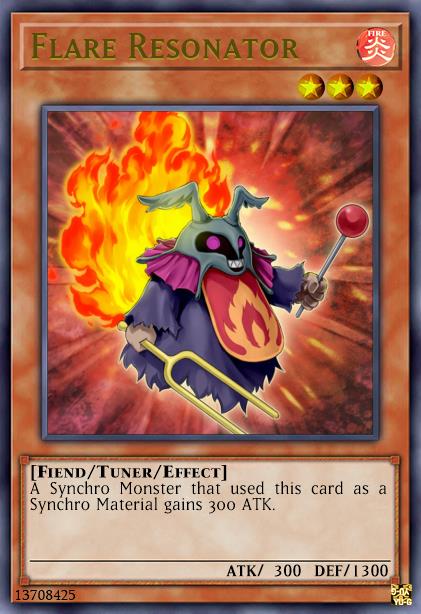 Flare Resonator
FIRE
炎
[Fiend/Tuner/Effect]
A Synchro Monster that used this card as a
Synchro Material gains 300 ATK.
ATK/ 300 DEF/1300
13708425